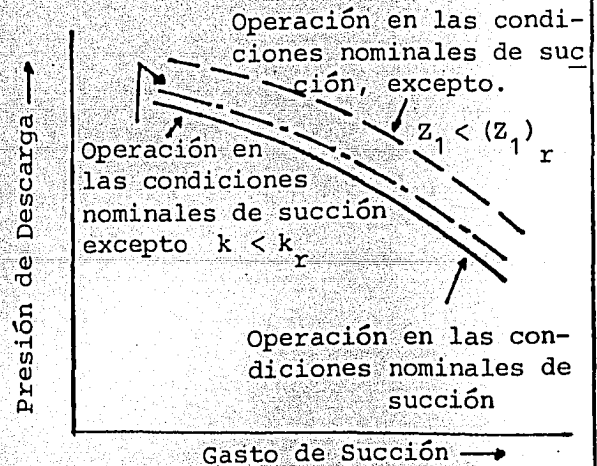 Operación en las condi-
ciones nominales de suc
ción, excepto.
Z1 < (Z1)r
Operación en
las condiciones
nominales de succión
excepto k < kr
Operación en las con-
diciones nominales de
succión
Presión de Descarga
Gasto de Succión